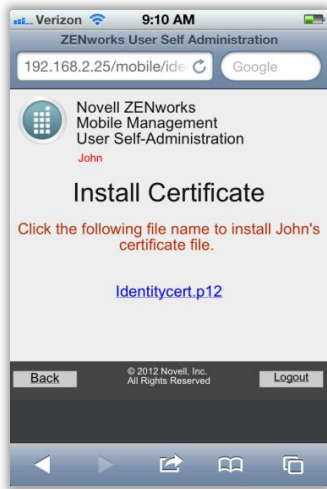 Verizon 9:10 AM
ZENworks User Self Administration
192.168.2.25/mobile/ide Google
Novell ZENworks
Mobile Management
User Self-Administration
John
Install Certificate
Click the following file name to install John's
certificate file.
Identitycert.p12
Back © 2012 Novell, Inc. Logout
All Rights Reserved